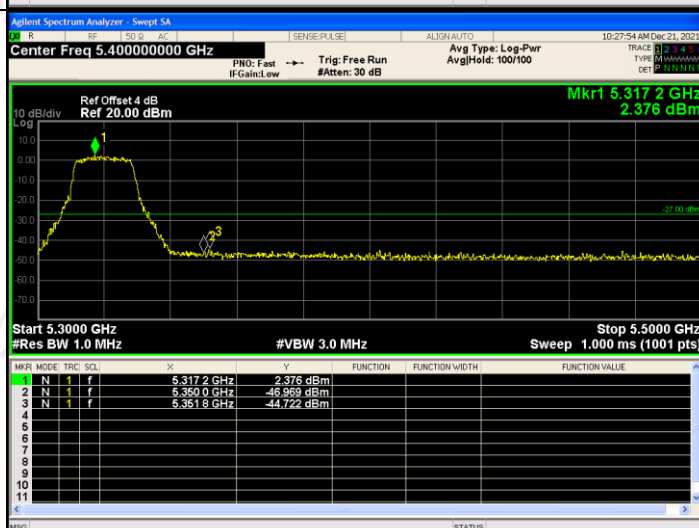 Agilent Spectrum Analyzer - Swept SA
R RF 50 Ω AC SENSE:PULSE ALIGN AUTO 10:27:54 AM Dec 21, 2021
Center Freq 5.400000000 GHz Avg Type: Log-Pwr TRACE 1 2 3 4 5
PNO: Fast Trig: Free Run Avg|Hold: 100/100 TYPE M
IFGain:Low #Atten: 30 dB DET P N N N N
Mkr1 5.317 2 GHz
Ref Offset 4 dB
10 dB/div Ref 20.00 dBm 2.376 dBm
Log
1
10.0
0.00
-10.0
-20.0
-27.00 dBm
-30.0
2 3
-40.0
-50.0
-60.0
-70.0
Start 5.3000 GHz Stop 5.5000 GHz
#Res BW 1.0 MHz #VBW 3.0 MHz Sweep 1.000 ms (1001 pts)
MKR MODE TRC SCL X Y FUNCTION FUNCTION WIDTH FUNCTION VALUE
1 N 1 f 5.317 2 GHz 2.376 dBm
2 N 1 f 5.350 0 GHz -46.969 dBm
3 N 1 f 5.351 8 GHz -44.722 dBm
4
5
6
7
8
9
10
11
MSG STATUS